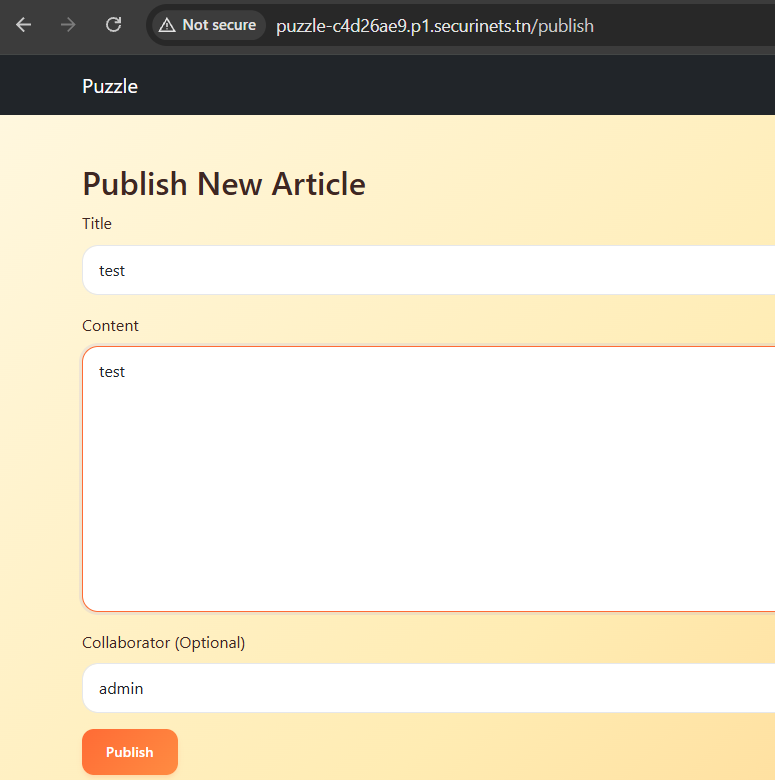 Not secure puzzle-c4d26ae9.p1.securinets.tn/publish
Puzzle
Publish New Article
Title
test
Content
test
Collaborator (Optional)
admin
Publish